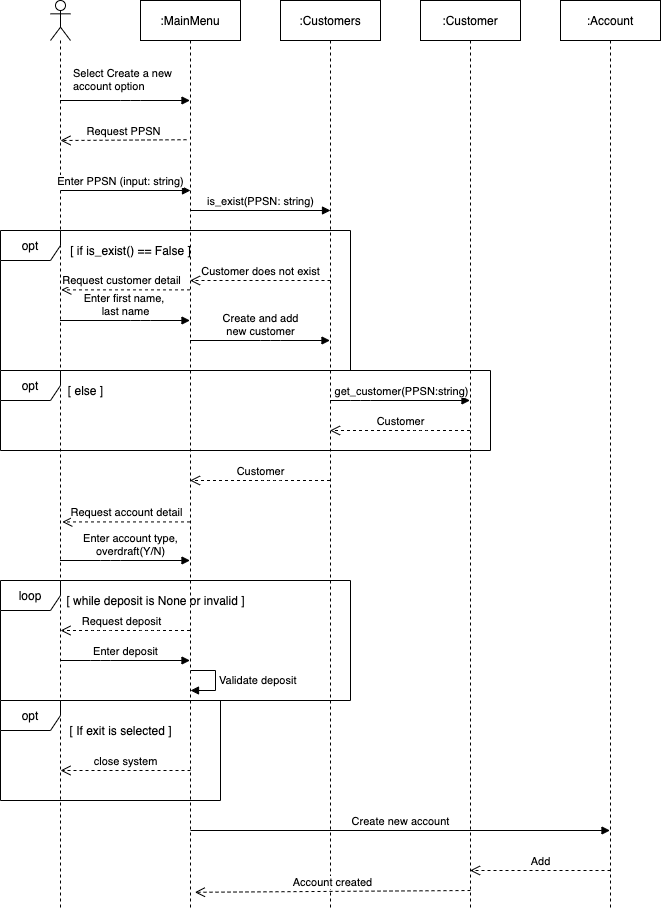 :MainMenu
:Customers
:Customer
:Account
Select Create a new
account option
Request PPSN
Enter PPSN (input: string)
is_exist(PPSN: string)
opt
[ if is_exist() == False ]
Customer does not exist
Request customer detail
Enter first name,
last name
Create and add
new customer
opt
[ else ]
get_customer(PPSN:string)
Customer
Customer
Request account detail
Enter account type,
overdraft(Y/N)
loop
[ while deposit is None or invalid ]
Request deposit
Enter deposit
Validate deposit
opt
[ If exit is selected ]
close system
Create new account
Add
Account created